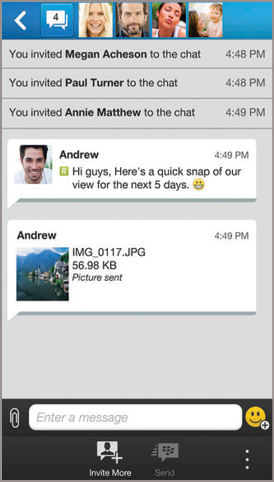 4
You invited Megan Acheson to the chat 4:48 PM
You invited Paul Turner to the chat 4:48 PM
You invited Annie Matthew to the chat 4:49 PM
Andrew 4:49 PM
R Hi guys, Here's a quick snap of our
view for the next 5 days. 😀
Andrew 4:49 PM
IMG_0117.JPG
56.98 KB
Picture sent
Enter a message
Invite More Send